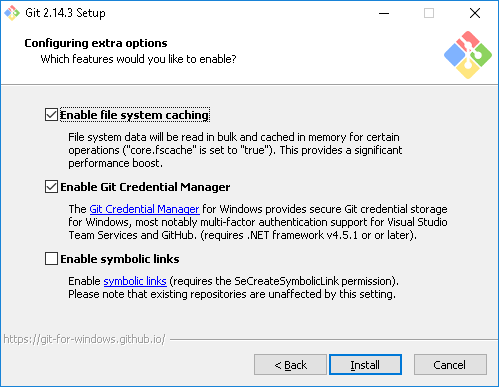 Git 2.14.3 Setup
Configuring extra options
Which features would you like to enable?
Enable file system caching
File system data will be read in bulk and cached in memory for certain
operations ("core.fscache" is set to "true"). This provides a significant
performance boost.
Enable Git Credential Manager
The Git Credential Manager for Windows provides secure Git credential storage
for Windows, most notably multi-factor authentication support for Visual Studio
Team Services and GitHub. (requires .NET framework v4.5.1 or or later).
Enable symbolic links
Enable symbolic links (requires the SeCreateSymbolicLink permission).
Please note that existing repositories are unaffected by this setting.
https://git-for-windows.github.io/
< Back
Install
Cancel